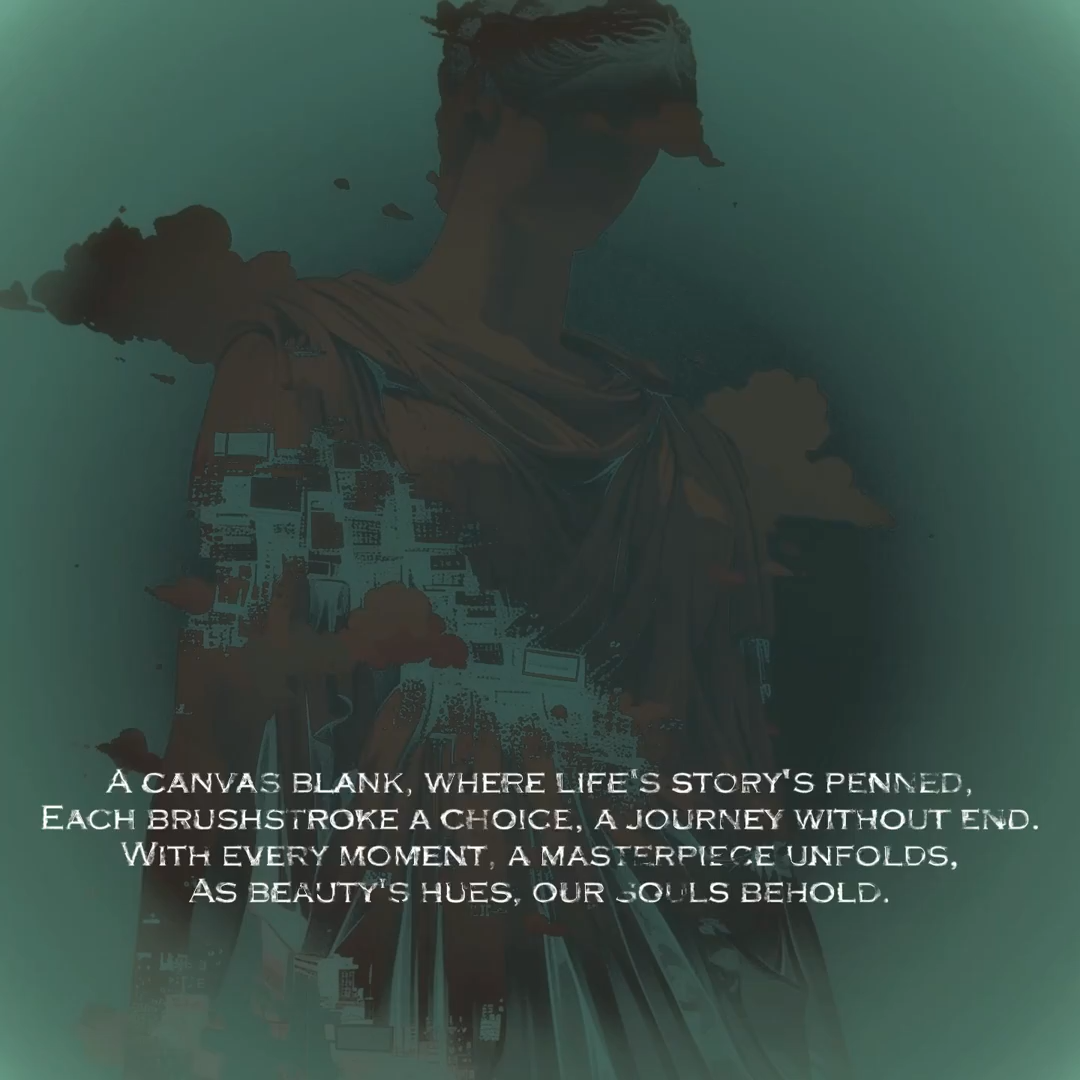 A CANVAS BLANK, WHERE LIFE'S STORY'S PENNED,
EACH BRUSHSTROKE A CHOICE, A JOURNEY WITHOUT END.
WITH EVERY MOMENT, A MASTERPIECE UNFOLDS,
AS BEAUTY'S HUES, OUR SOULS BEHOLD.